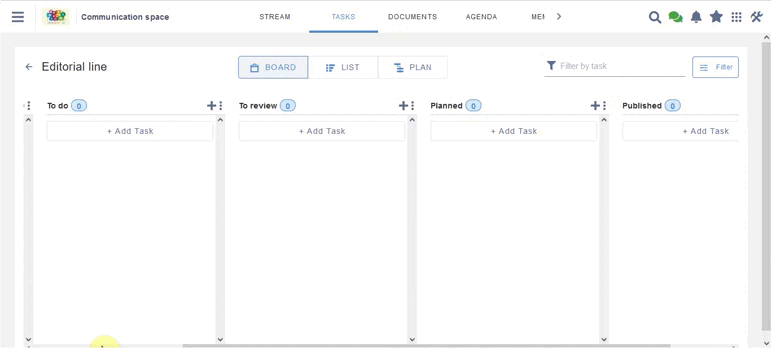 Communication space
STREAM
TASKS
DOCUMENTS
AGENDA
Editorial line
BOARD
LIST
PLAN
Filter by task
Filter
To do 0
To review 0
Planned 0
Published 0
+ Add Task
+ Add Task
+ Add Task
+ Add Task